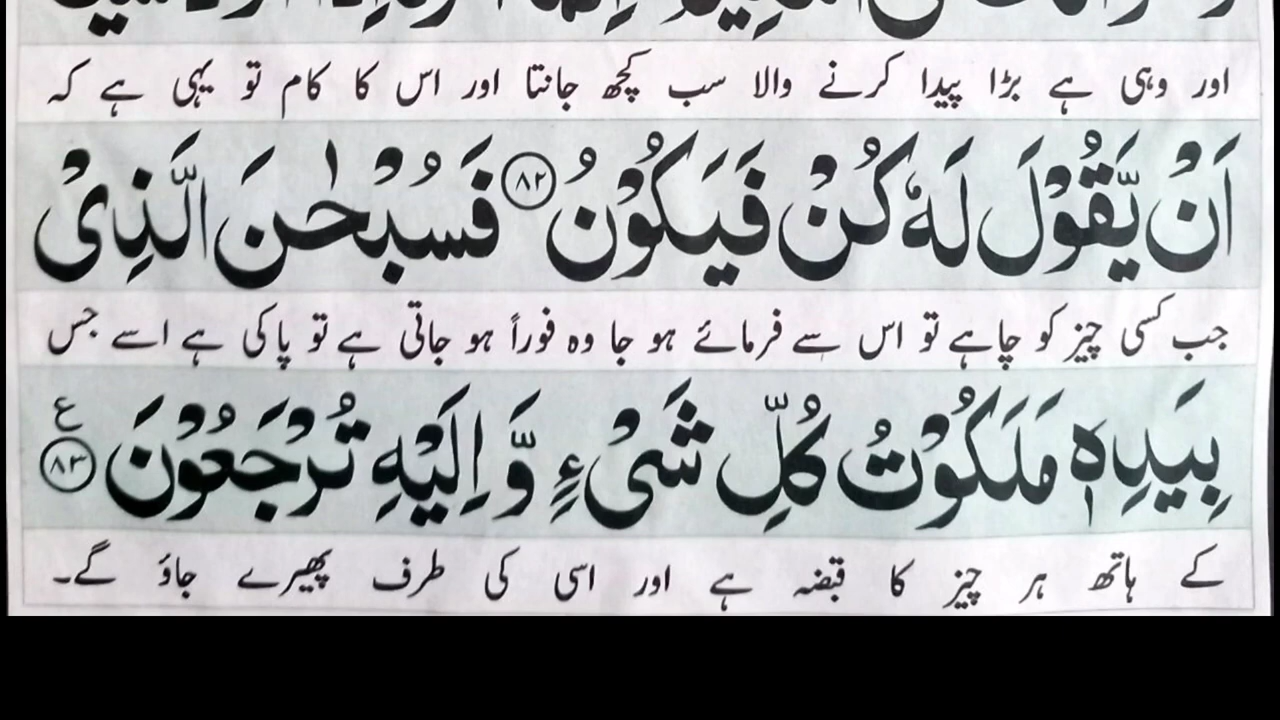 اور وہی ہے بڑا پیدا کرنے والا سب کچھ جانتا اور اس کا کام تو یہی ہے کہ
اَنْ یَّقُوْلَ لَهٗ كُنْ فَیَكُوْنُ ﴿۸۲﴾ فَسُبْحٰنَ الَّذِیْ
جب کسی چیز کو چاہے تو اس سے فرمائے ہو جا وہ فوراً ہو جاتی ہے تو پاکی ہے اسے جس
بِیَدِهٖ مَلَكُوْتُ كُلِّ شَیْءٍ وَّ اِلَیْهِ تُرْجَعُوْنَ ﴿۸۳﴾ ع
کے ہاتھ ہر چیز کا قبضہ ہے اور اسی کی طرف پھیرے جاؤ گے۔